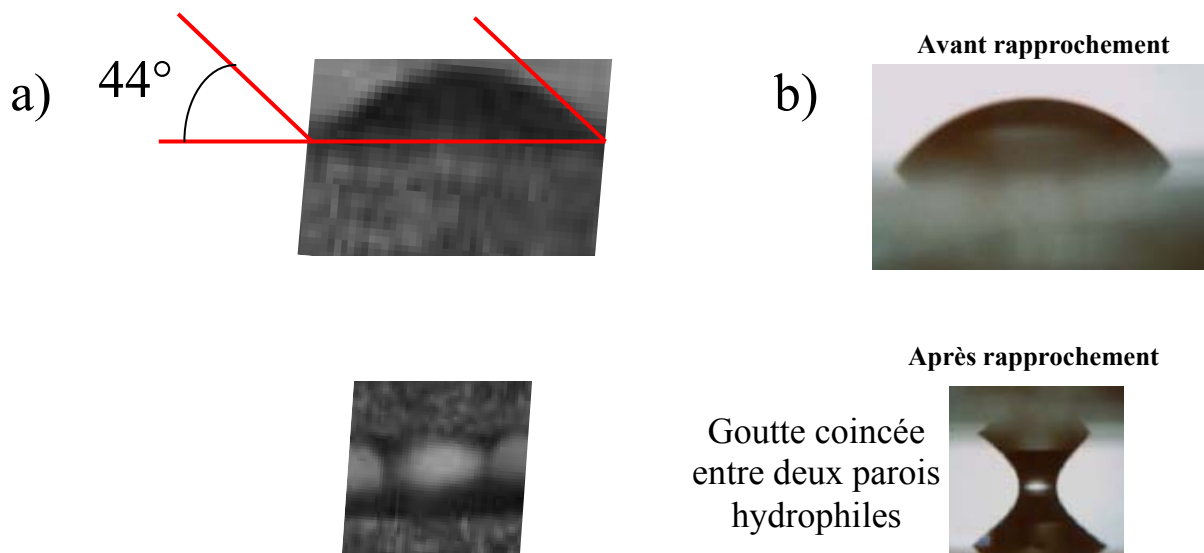 a)
44°
b)
Avant rapprochement
Après rapprochement
Goutte coincée
entre deux parois
hydrophiles